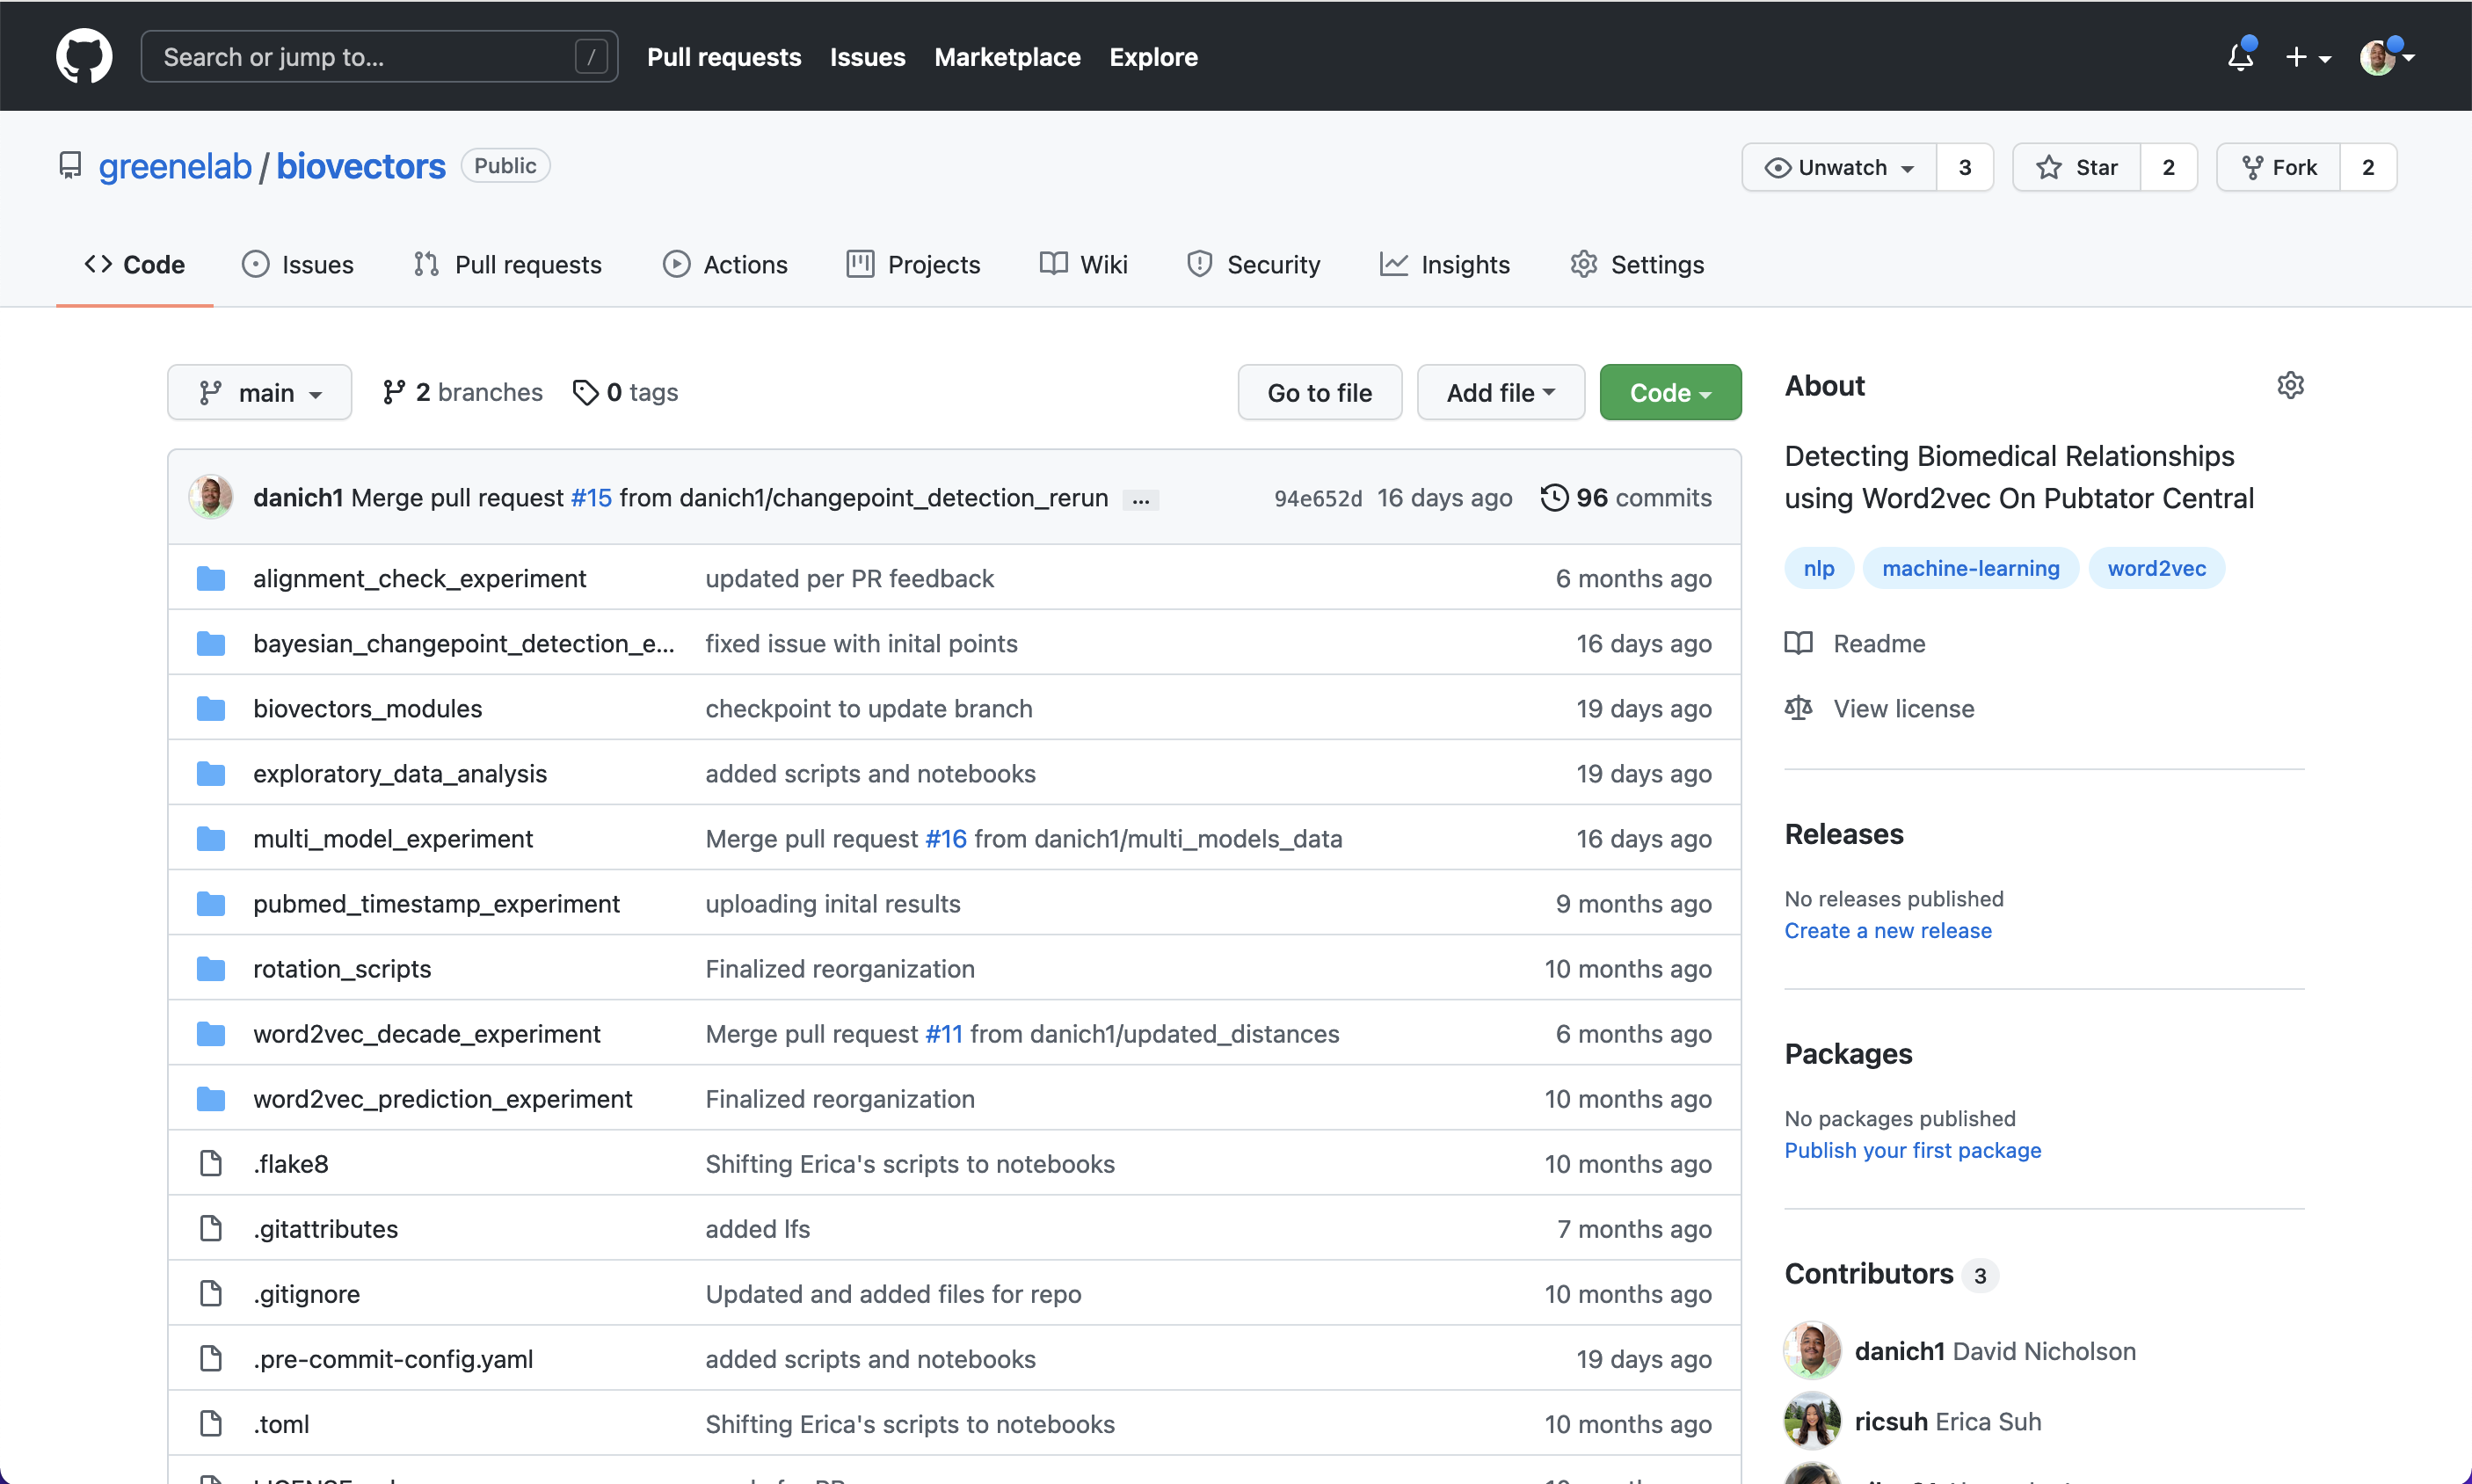 Search or jump to... / Pull requests Issues Marketplace Explore
greenelab / biovectors Public Unwatch 3 Star 2 Fork 2
Code Issues Pull requests Actions Projects Wiki Security Insights Settings
main 2 branches 0 tags Go to file Add file Code
danich1 Merge pull request #15 from danich1/changepoint_detection_rerun ... 94e652d 16 days ago 96 commits
alignment_check_experiment updated per PR feedback 6 months ago
bayesian_changepoint_detection_e... fixed issue with inital points 16 days ago
biovectors_modules checkpoint to update branch 19 days ago
exploratory_data_analysis added scripts and notebooks 19 days ago
multi_model_experiment Merge pull request #16 from danich1/multi_models_data 16 days ago
pubmed_timestamp_experiment uploading inital results 9 months ago
rotation_scripts Finalized reorganization 10 months ago
word2vec_decade_experiment Merge pull request #11 from danich1/updated_distances 6 months ago
word2vec_prediction_experiment Finalized reorganization 10 months ago
.flake8 Shifting Erica's scripts to notebooks 10 months ago
.gitattributes added lfs 7 months ago
.gitignore Updated and added files for repo 10 months ago
.pre-commit-config.yaml added scripts and notebooks 19 days ago
.toml Shifting Erica's scripts to notebooks 10 months ago
About
Detecting Biomedical Relationships
using Word2vec On Pubtator Central
nlp machine-learning word2vec
Readme
View license
Releases
No releases published
Create a new release
Packages
No packages published
Publish your first package
Contributors 3
danich1 David Nicholson
ricsuh Erica Suh